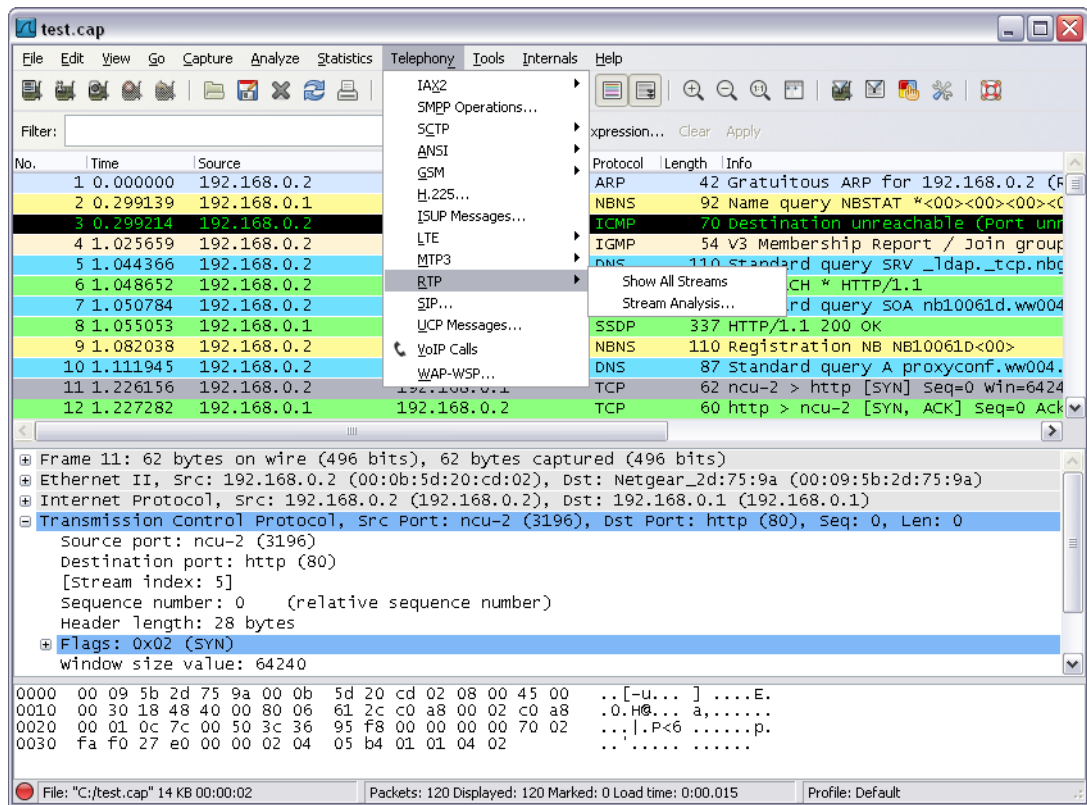 test.cap
File Edit View Go Capture Analyze Statistics Telephony Tools Internals Help
IAX2
SMPP Operations...
SCTP
ANSI
GSM
H.225...
ISUP Messages...
LTE
MTP3
RTP
SIP...
UCP Messages...
VoIP Calls
WAP-WSP...
Show All Streams
Stream Analysis...
Filter: xpression... Clear Apply
No. Time Source Protocol Length Info
1 0.000000 192.168.0.2 ARP 42 Gratuitous ARP for 192.168.0.2 (R
2 0.299139 192.168.0.1 NBNS 92 Name query NBSTAT *<00><00><00><0
3 0.299214 192.168.0.2 ICMP 70 Destination unreachable (Port unr
4 1.025659 192.168.0.2 IGMP 54 V3 Membership Report / Join group
5 1.044366 192.168.0.2 DNS 110 Standard query SRV _ldap._tcp.nbg
6 1.048652 192.168.0.2 CH * HTTP/1.1
7 1.050784 192.168.0.2 rd query SOA nb10061d.ww004
8 1.055053 192.168.0.1 SSDP 337 HTTP/1.1 200 OK
9 1.082038 192.168.0.2 NBNS 110 Registration NB NB10061D<00>
10 1.111945 192.168.0.2 DNS 87 Standard query A proxyconf.ww004.
11 1.226156 192.168.0.2 192.168.0.1 TCP 62 ncu-2 > http [SYN] Seq=0 Win=6424
12 1.227282 192.168.0.1 192.168.0.2 TCP 60 http > ncu-2 [SYN, ACK] Seq=0 Ack
Frame 11: 62 bytes on wire (496 bits), 62 bytes captured (496 bits)
Ethernet II, Src: 192.168.0.2 (00:0b:5d:20:cd:02), Dst: Netgear_2d:75:9a (00:09:5b:2d:75:9a)
Internet Protocol, Src: 192.168.0.2 (192.168.0.2), Dst: 192.168.0.1 (192.168.0.1)
Transmission Control Protocol, Src Port: ncu-2 (3196), Dst Port: http (80), Seq: 0, Len: 0
Source port: ncu-2 (3196)
Destination port: http (80)
[Stream index: 5]
Sequence number: 0 (relative sequence number)
Header length: 28 bytes
Flags: 0x02 (SYN)
Window size value: 64240
0000 00 09 5b 2d 75 9a 00 0b 5d 20 cd 02 08 00 45 00 ..[-u... ] ....E.
0010 00 30 18 48 40 00 80 06 61 2c c0 a8 00 02 c0 a8 .0.H@... a,......
0020 00 01 0c 7c 00 50 3c 36 95 f8 00 00 00 00 70 02 ...|.P<6 ......p.
0030 fa f0 27 e0 00 00 02 04 05 b4 01 01 04 02 ..'..... ......
File: "C:/test.cap" 14 KB 00:00:02 Packets: 120 Displayed: 120 Marked: 0 Load time: 0:00.015 Profile: Default